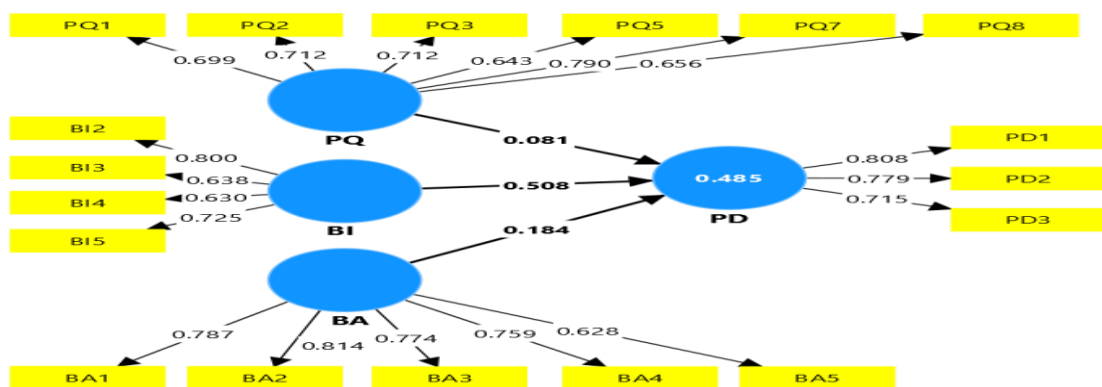 PQ1 PQ2 PQ3 PQ5 PQ7 PQ8
0.699 0.712 0.712 0.643 0.790 0.656
PQ
BI2
BI3
BI4
BI5
0.800
0.638
0.630
0.725
BI
0.081
0.508
0.184
0.485
PD
PD1
PD2
PD3
0.808
0.779
0.715
BA
0.787 0.814 0.774 0.759 0.628
BA1 BA2 BA3 BA4 BA5